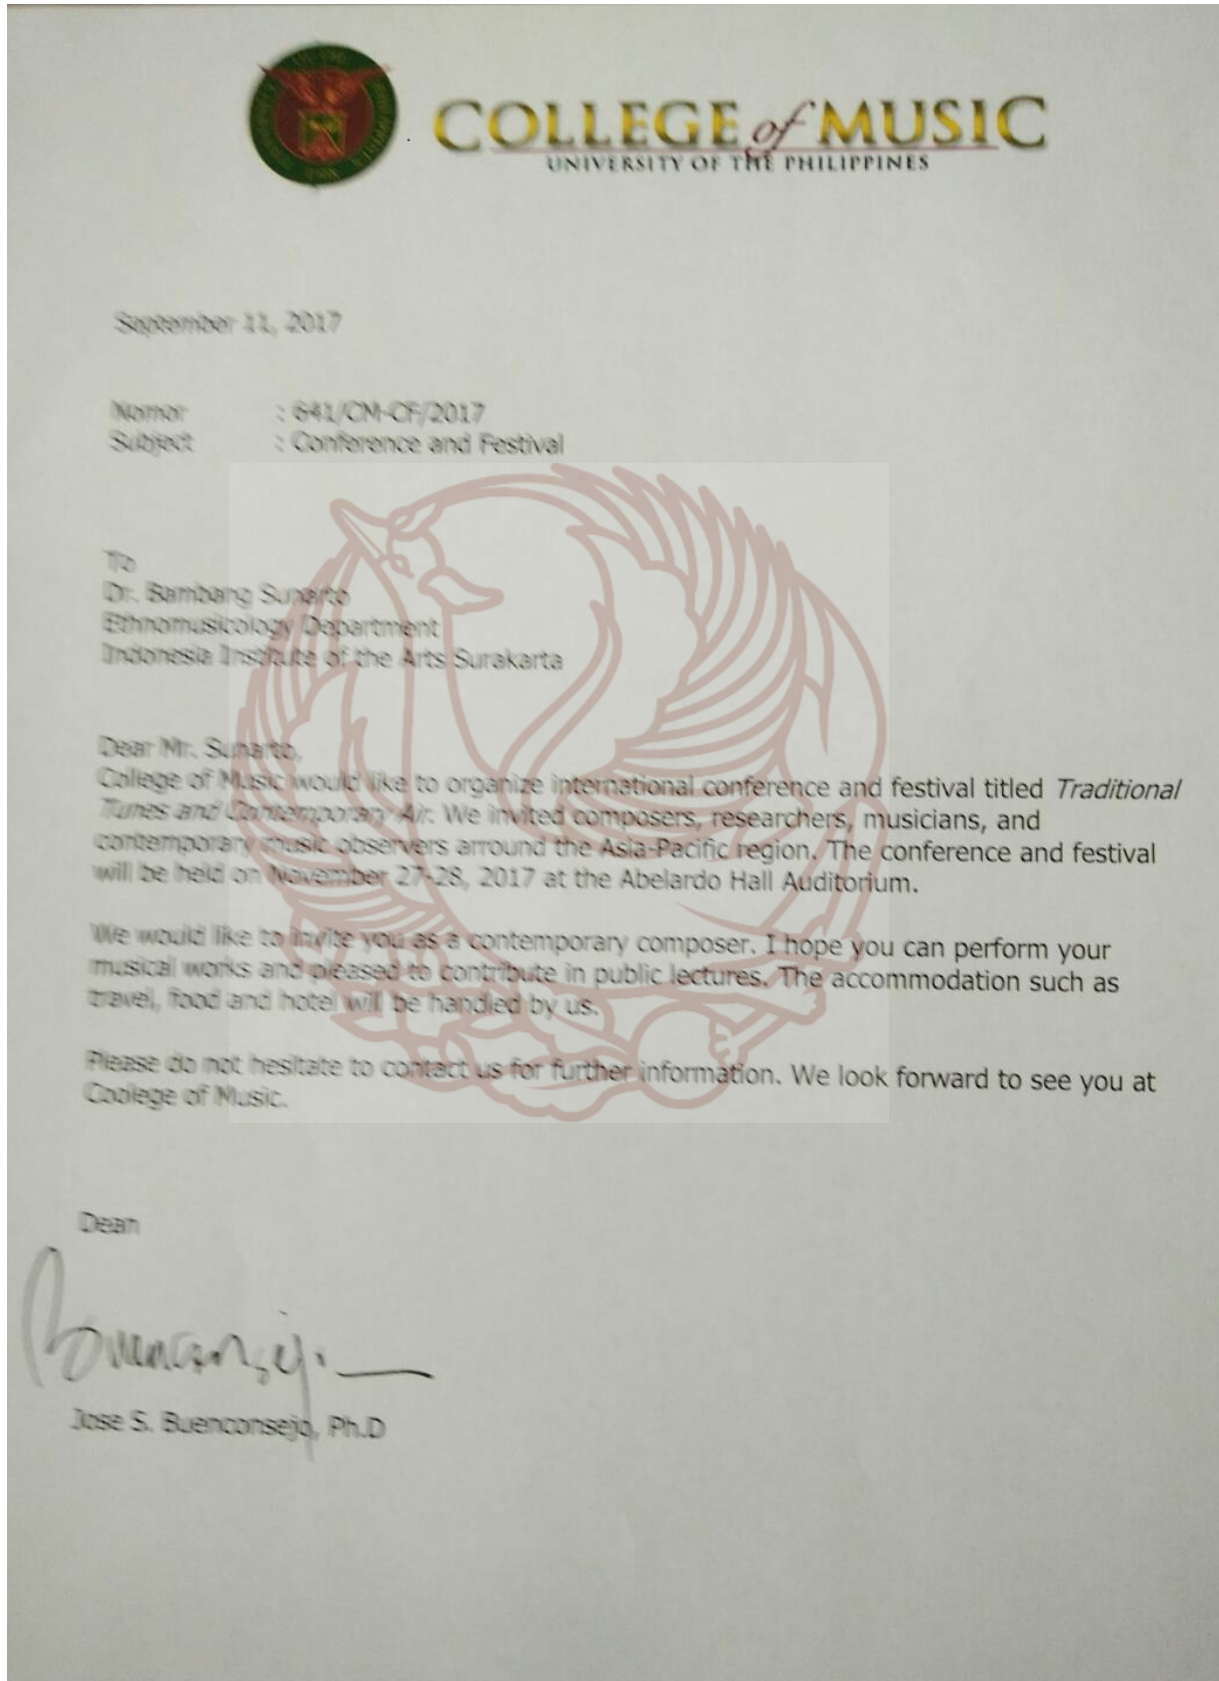 COLLEGE of MUSIC
UNIVERSITY OF THE PHILIPPINES
September 11, 2017
Nomor : 641/CM-CF/2017
Subject : Conference and Festival
To
Dr. Bambang Sunarto
Ethnomusicology Department
Indonesia Institute of the Arts Surakarta
Dear Mr. Sunarto,
College of Music would like to organize international conference and festival titled Traditional
Tunes and Contemporary Air. We invited composers, researchers, musicians, and
contemporary music observers arround the Asia-Pacific region. The conference and festival
will be held on November 27-28, 2017 at the Abelardo Hall Auditorium.
We would like to invite you as a contemporary composer. I hope you can perform your
musical works and pleased to contribute in public lectures. The accommodation such as
travel, food and hotel will be handled by us.
Please do not hesitate to contact us for further information. We look forward to see you at
Coolege of Music.
Dean
Buenconsejo
Jose S. Buenconsejo, Ph.D